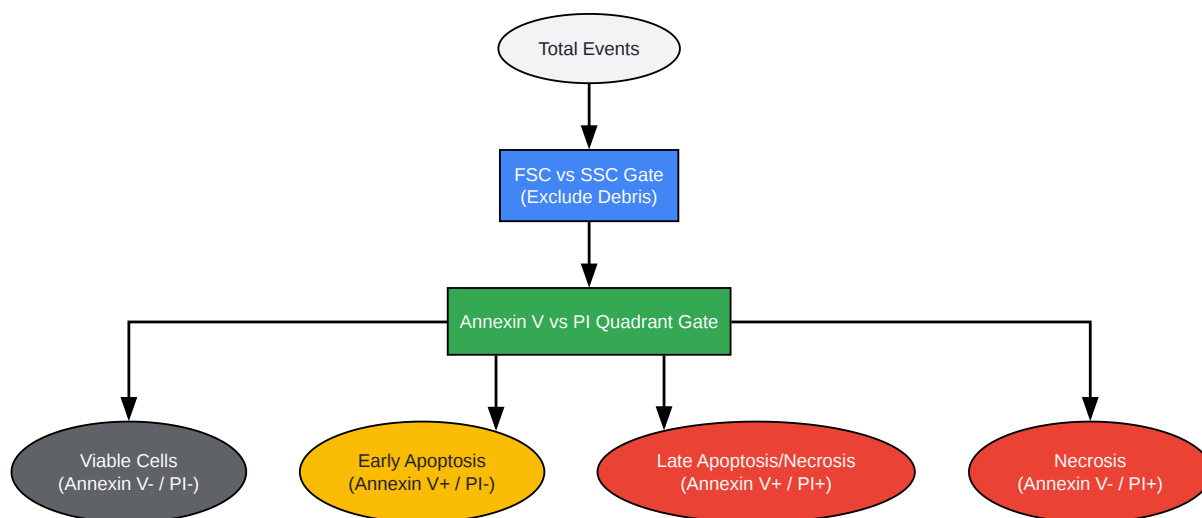 Total Events
FSC vs SSC Gate
(Exclude Debris)
Annexin V vs PI Quadrant Gate
Viable Cells
(Annexin V- / PI-)
Early Apoptosis
(Annexin V+ / PI-)
Late Apoptosis/Necrosis
(Annexin V+ / PI+)
Necrosis
(Annexin V- / PI+)